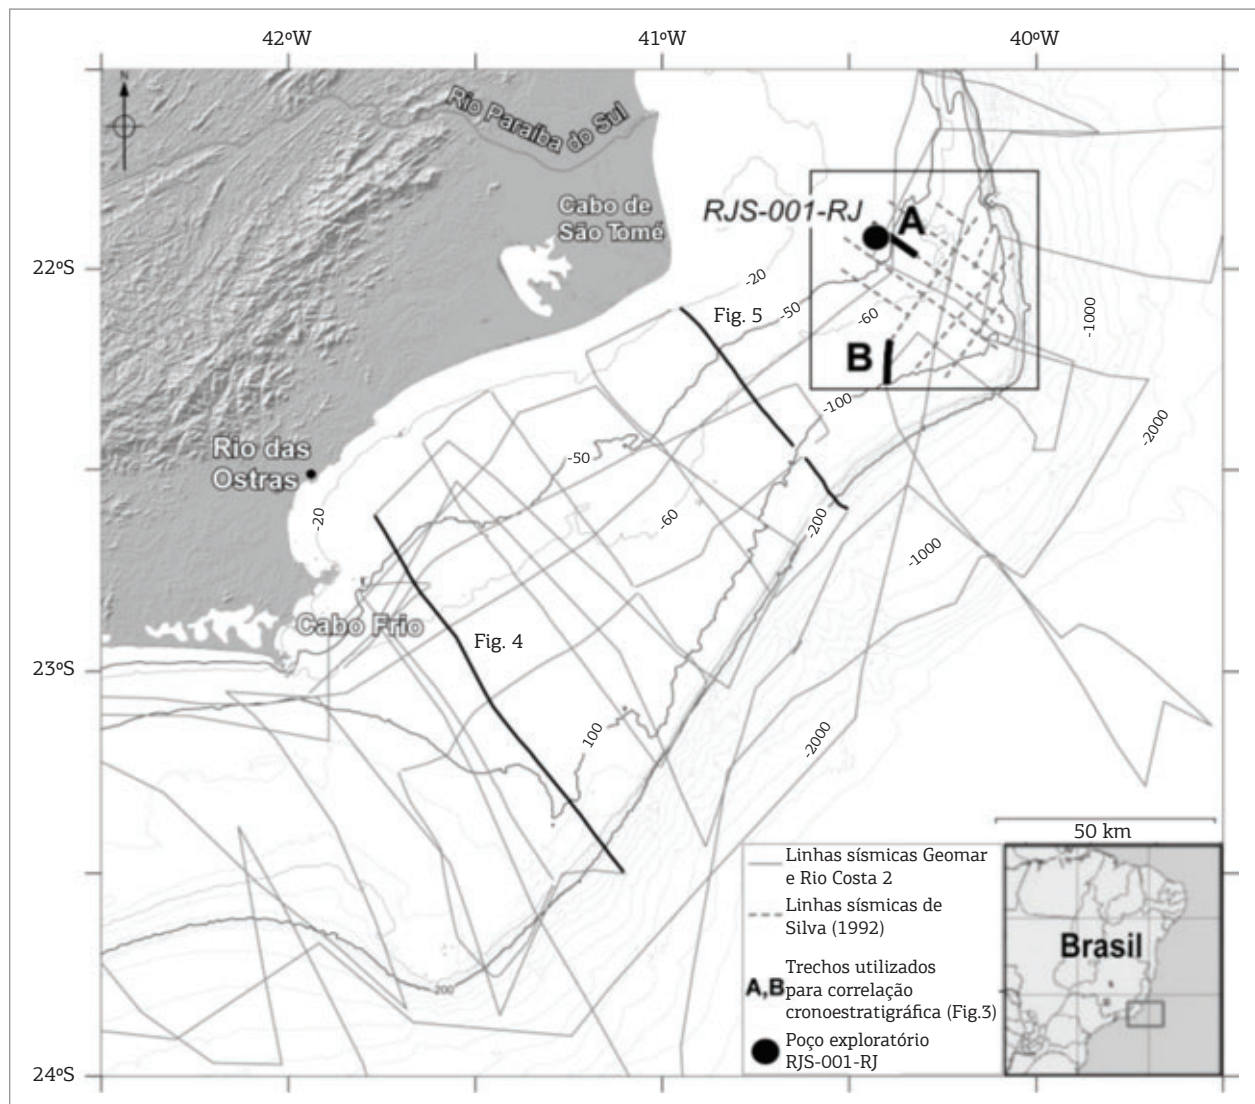 42ºW
41ºW
40ºW
N
Rio Paraíba do Sul
Cabo de
São Tomé
RJS-001-RJ
A
22ºS
-20
-50
Fig. 5
-60
-1000
B
-100
-2000
Rio das
Ostras
-50
-20
-60
-200
-1000
Cabo Frio
Fig. 4
23ºS
100
-2000
200
50 km
Linhas sísmicas Geomar
e Rio Costa 2
Linhas sísmicas de
Silva (1992)
Trechos utilizados
A,B para correlação
cronoestratigráfica (Fig.3)
Poço exploratório
RJS-001-RJ
Brasil
24ºS